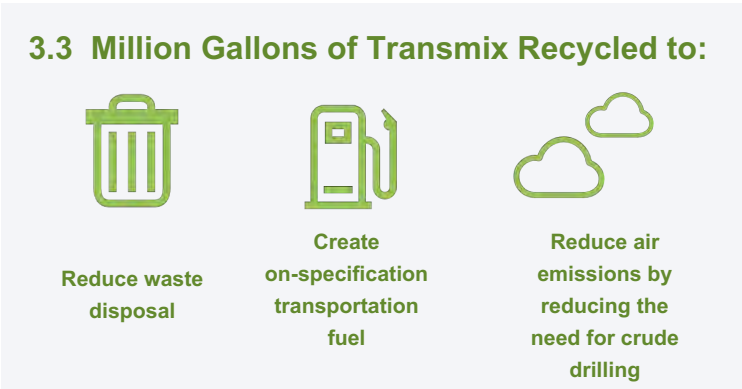 3.3 Million Gallons of Transmix Recycled to:
Reduce waste
disposal
Create
on-specification
transportation
fuel
Reduce air
emissions by
reducing the
need for crude
drilling